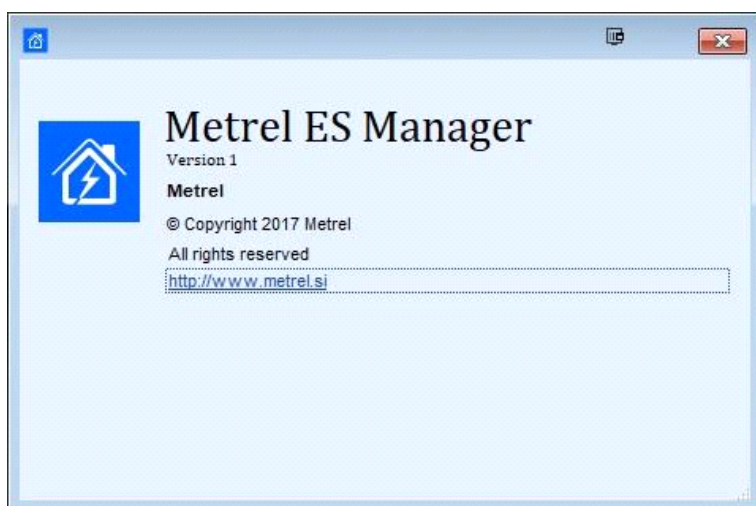 Metrel ES Manager
Version 1
Metrel
© Copyright 2017 Metrel
All rights reserved
http://www.metrel.si